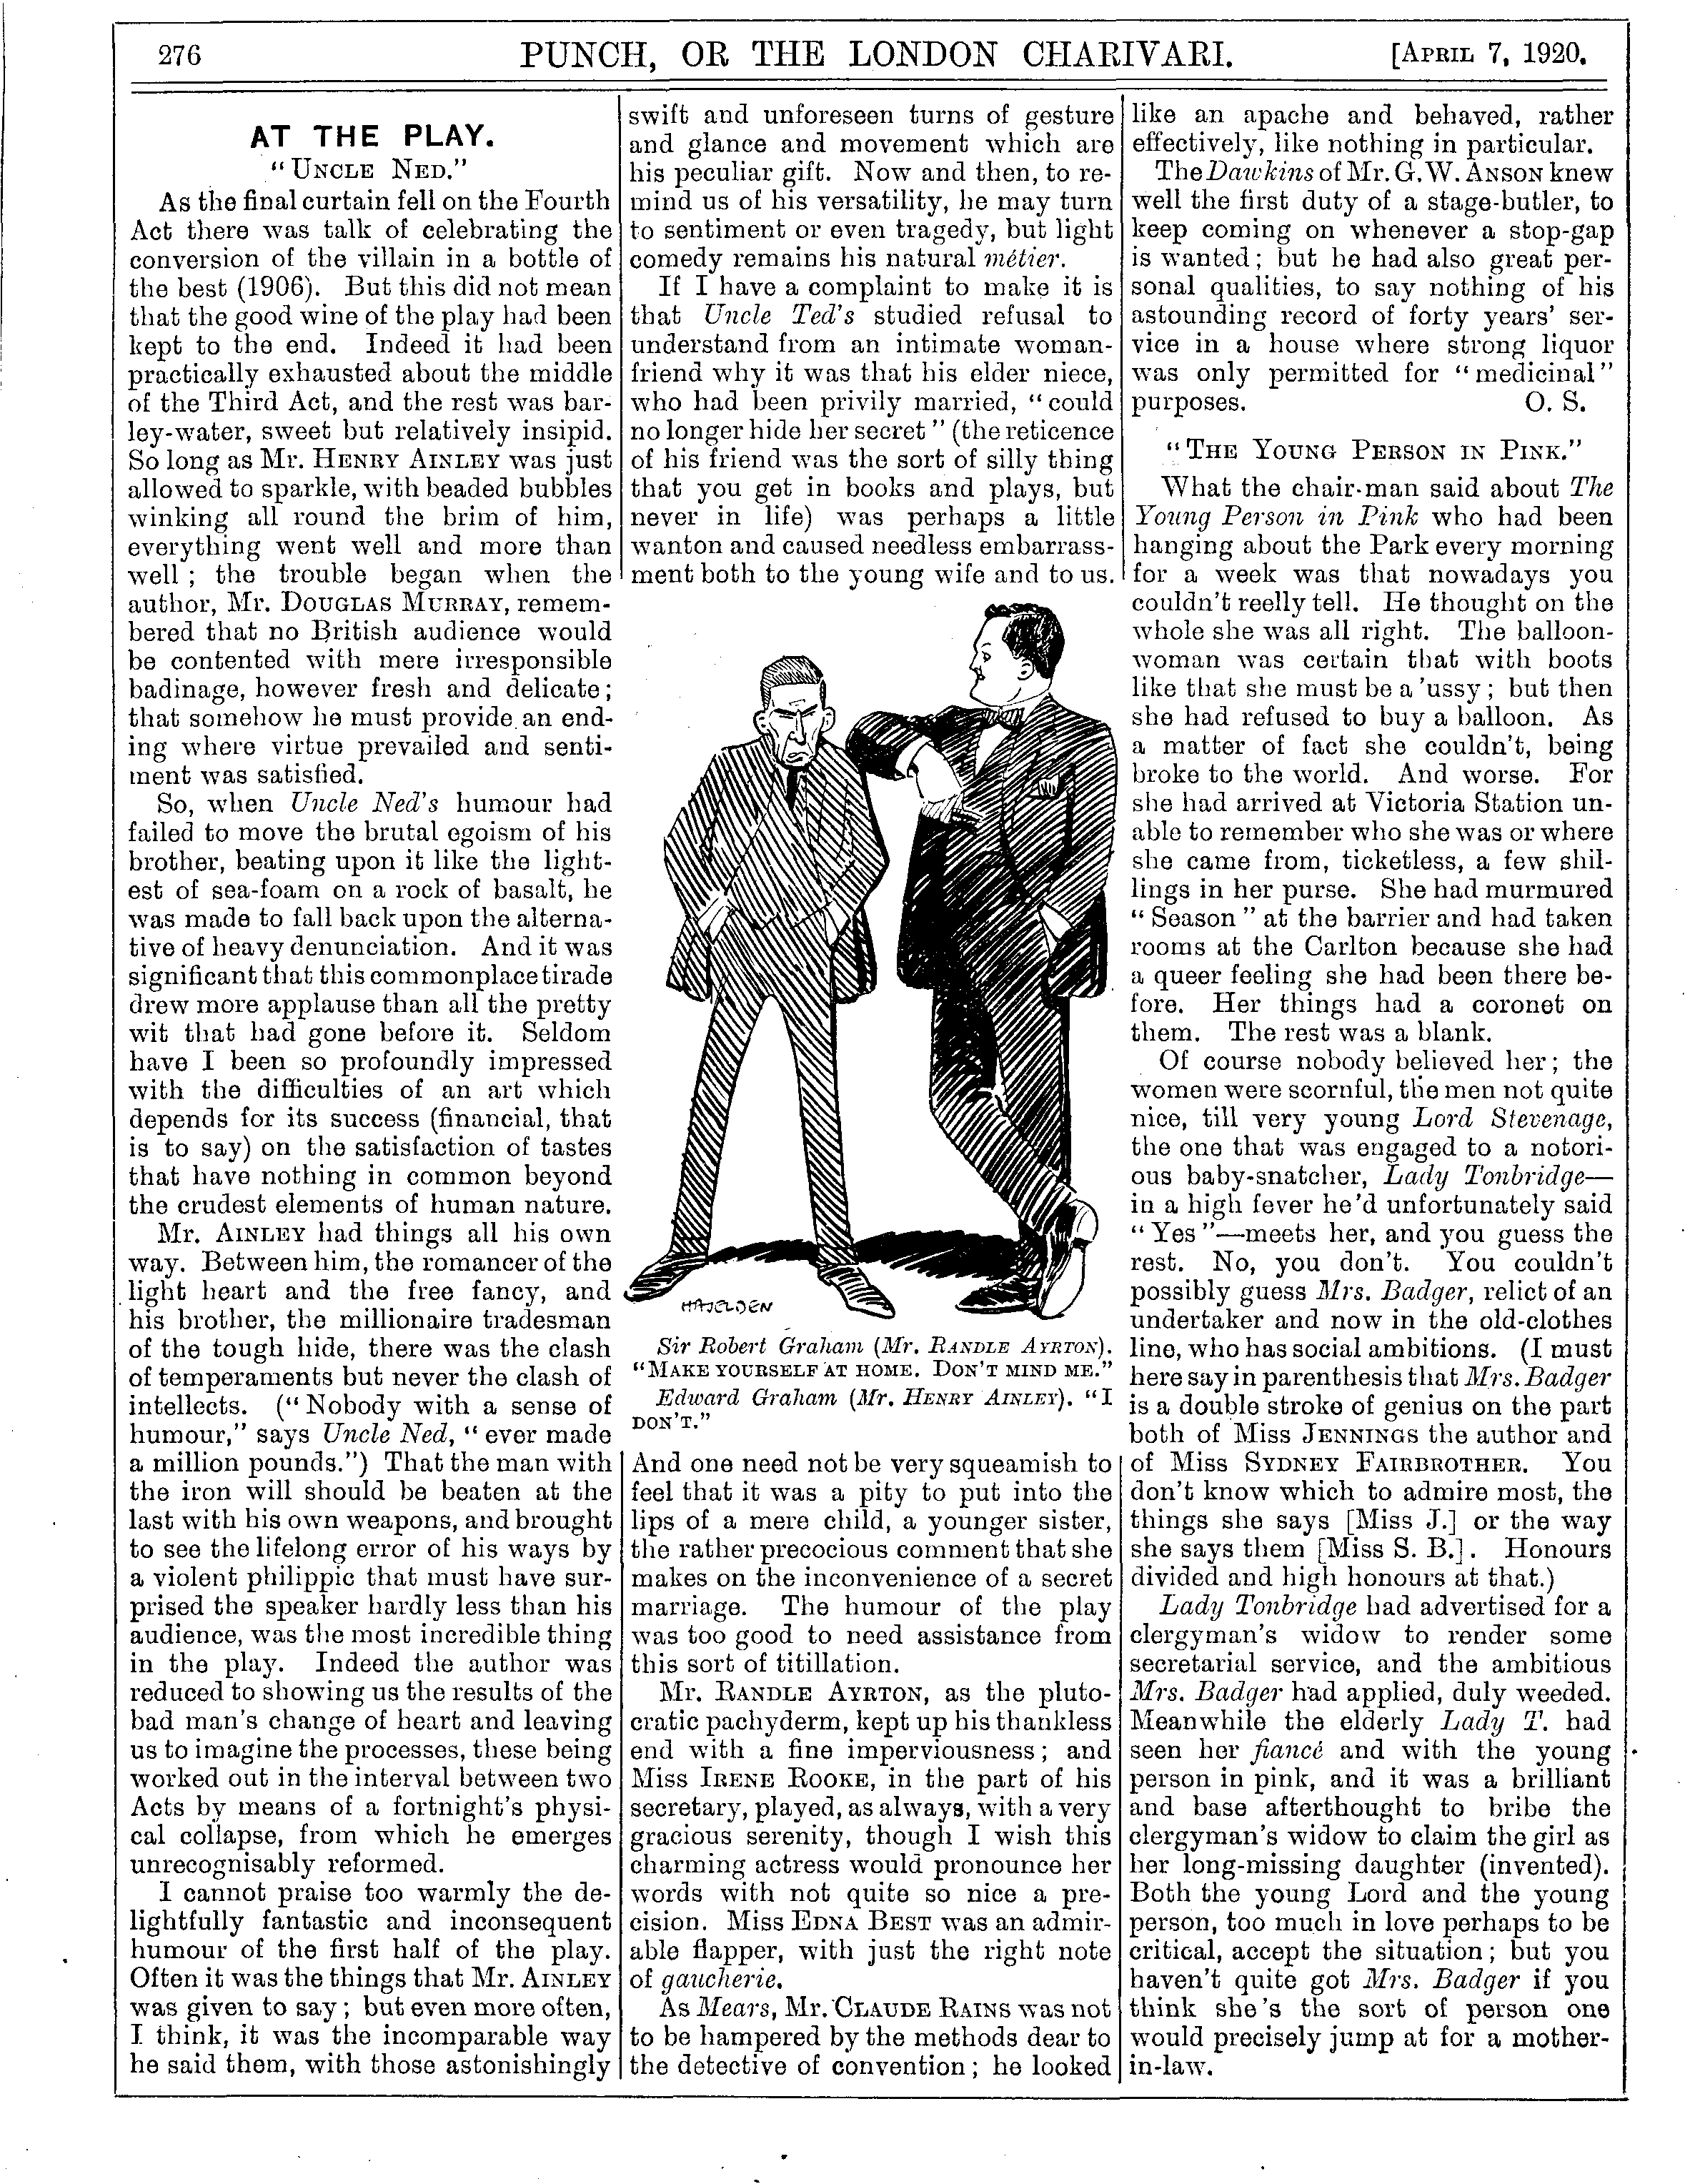 276
PUNCH, OR THE LONDON CHARIVARI.
[APRIL 7, 1920.
AT THE PLAY.
“UNCLE NED.”
As the final curtain fell on the Fourth
Act there was talk of celebrating the
conversion of the villain in a bottle of
the best (1906). But this did not mean
that the good wine of the play had been
kept to the end. Indeed it had been
practically exhausted about the middle
of the Third Act, and the rest was bar-
ley-water, sweet but relatively insipid.
So long as Mr. HENRY AINLEY was just
allowed to sparkle, with beaded bubbles
winking all round the brim of him,
everything went well and more than
well; the trouble began when the
author, Mr. DOUGLAS MURRAY, remem-
bered that no British audience would
be contented with mere irresponsible
badinage, however fresh and delicate;
that somehow he must provide an end-
ing where virtue prevailed and senti-
ment was satisfied.
So, when Uncle Ned's humour had
failed to move the brutal egoism of his
brother, beating upon it like the light-
est of sea-foam on a rock of basalt, he
was made to fall back upon the alterna-
tive of heavy denunciation. And it was
significant that this commonplace tirade
drew more applause than all the pretty
wit that had gone before it. Seldom
have I been so profoundly impressed
with the difficulties of an art which
depends for its success (financial, that
is to say) on the satisfaction of tastes
that have nothing in common beyond
the crudest elements of human nature.
Mr. AINLEY had things all his own
way. Between him, the romancer of the
light heart and the free fancy, and
his brother, the millionaire tradesman
of the tough hide, there was the clash
of temperaments but never the clash of
intellects. (“Nobody with a sense of
humour,” says Uncle Ned, “ever made
a million pounds.”) That the man with
the iron will should be beaten at the
last with his own weapons, and brought
to see the lifelong error of his ways by
a violent philippic that must have sur-
prised the speaker hardly less than his
audience, was the most incredible thing
in the play. Indeed the author was
reduced to showing us the results of the
bad man's change of heart and leaving
us to imagine the processes, these being
worked out in the interval between two
Acts by means of a fortnight's physi-
cal collapse, from which he emerges
unrecognisably reformed.
I cannot praise too warmly the de-
lightfully fantastic and inconsequent
humour of the first half of the play.
Often it was the things that Mr. AINLEY
was given to say; but even more often,
I think, it was the incomparable way
he said them, with those astonishingly
swift and unforeseen turns of gesture
and glance and movement which are
his peculiar gift. Now and then, to re-
mind us of his versatility, he may turn
to sentiment or even tragedy, but light
comedy remains his natural métier.
If I have a complaint to make it is
that Uncle Ted's studied refusal to
understand from an intimate woman-
friend why it was that his elder niece,
who had been privily married, “could
no longer hide her secret” (the reticence
of his friend was the sort of silly thing
that you get in books and plays, but
never in life) was perhaps a little
wanton and caused needless embarrass-
ment both to the young wife and to us.
HASELDEN
Sir Robert Graham (Mr. RANDLE AYRTON).
“MAKE YOURSELF AT HOME. DON'T MIND ME.”
Edward Graham (Mr. HENRY AINLEY). “I
DON'T.”
And one need not be very squeamish to
feel that it was a pity to put into the
lips of a mere child, a younger sister,
the rather precocious comment that she
makes on the inconvenience of a secret
marriage. The humour of the play
was too good to need assistance from
this sort of titillation.
Mr. RANDLE AYRTON, as the pluto-
cratic pachyderm, kept up his thankless
end with a fine imperviousness; and
Miss IRENE ROOKE, in the part of his
secretary, played, as always, with a very
gracious serenity, though I wish this
charming actress would pronounce her
words with not quite so nice a pre-
cision. Miss EDNA BEST was an admir-
able flapper, with just the right note
of gaucherie.
As Mears, Mr. CLAUDE RAINS was not
to be hampered by the methods dear to
the detective of convention; he looked
like an apache and behaved, rather
effectively, like nothing in particular.
The Dawkins of Mr. G. W. ANSON knew
well the first duty of a stage-butler, to
keep coming on whenever a stop-gap
is wanted; but he had also great per-
sonal qualities, to say nothing of his
astounding record of forty years' ser-
vice in a house where strong liquor
was only permitted for “medicinal”
purposes. O. S.
“THE YOUNG PERSON IN PINK.”
What the chair-man said about The
Young Person in Pink who had been
hanging about the Park every morning
for a week was that nowadays you
couldn't reelly tell. He thought on the
whole she was all right. The balloon-
woman was certain that with boots
like that she must be a 'ussy; but then
she had refused to buy a balloon. As
a matter of fact she couldn't, being
broke to the world. And worse. For
she had arrived at Victoria Station un-
able to remember who she was or where
she came from, ticketless, a few shil-
lings in her purse. She had murmured
“Season” at the barrier and had taken
rooms at the Carlton because she had
a queer feeling she had been there be-
fore. Her things had a coronet on
them. The rest was a blank.
Of course nobody believed her; the
women were scornful, the men not quite
nice, till very young Lord Stevenage,
the one that was engaged to a notori-
ous baby-snatcher, Lady Tonbridge—
in a high fever he'd unfortunately said
“Yes”—meets her, and you guess the
rest. No, you don't. You couldn't
possibly guess Mrs. Badger, relict of an
undertaker and now in the old-clothes
line, who has social ambitions. (I must
here say in parenthesis that Mrs. Badger
is a double stroke of genius on the part
both of Miss JENNINGS the author and
of Miss SYDNEY FAIRBROTHER. You
don't know which to admire most, the
things she says [Miss J.] or the way
she says them [Miss S. B.]. Honours
divided and high honours at that.)
Lady Tonbridge had advertised for a
clergyman's widow to render some
secretarial service, and the ambitious
Mrs. Badger had applied, duly weeded.
Meanwhile the elderly Lady T. had
seen her fiancé and with the young
person in pink, and it was a brilliant
and base afterthought to bribe the
clergyman's widow to claim the girl as
her long-missing daughter (invented).
Both the young Lord and the young
person, too much in love perhaps to be
critical, accept the situation; but you
haven't quite got Mrs. Badger if you
think she's the sort of person one
would precisely jump at for a mother-
in-law.